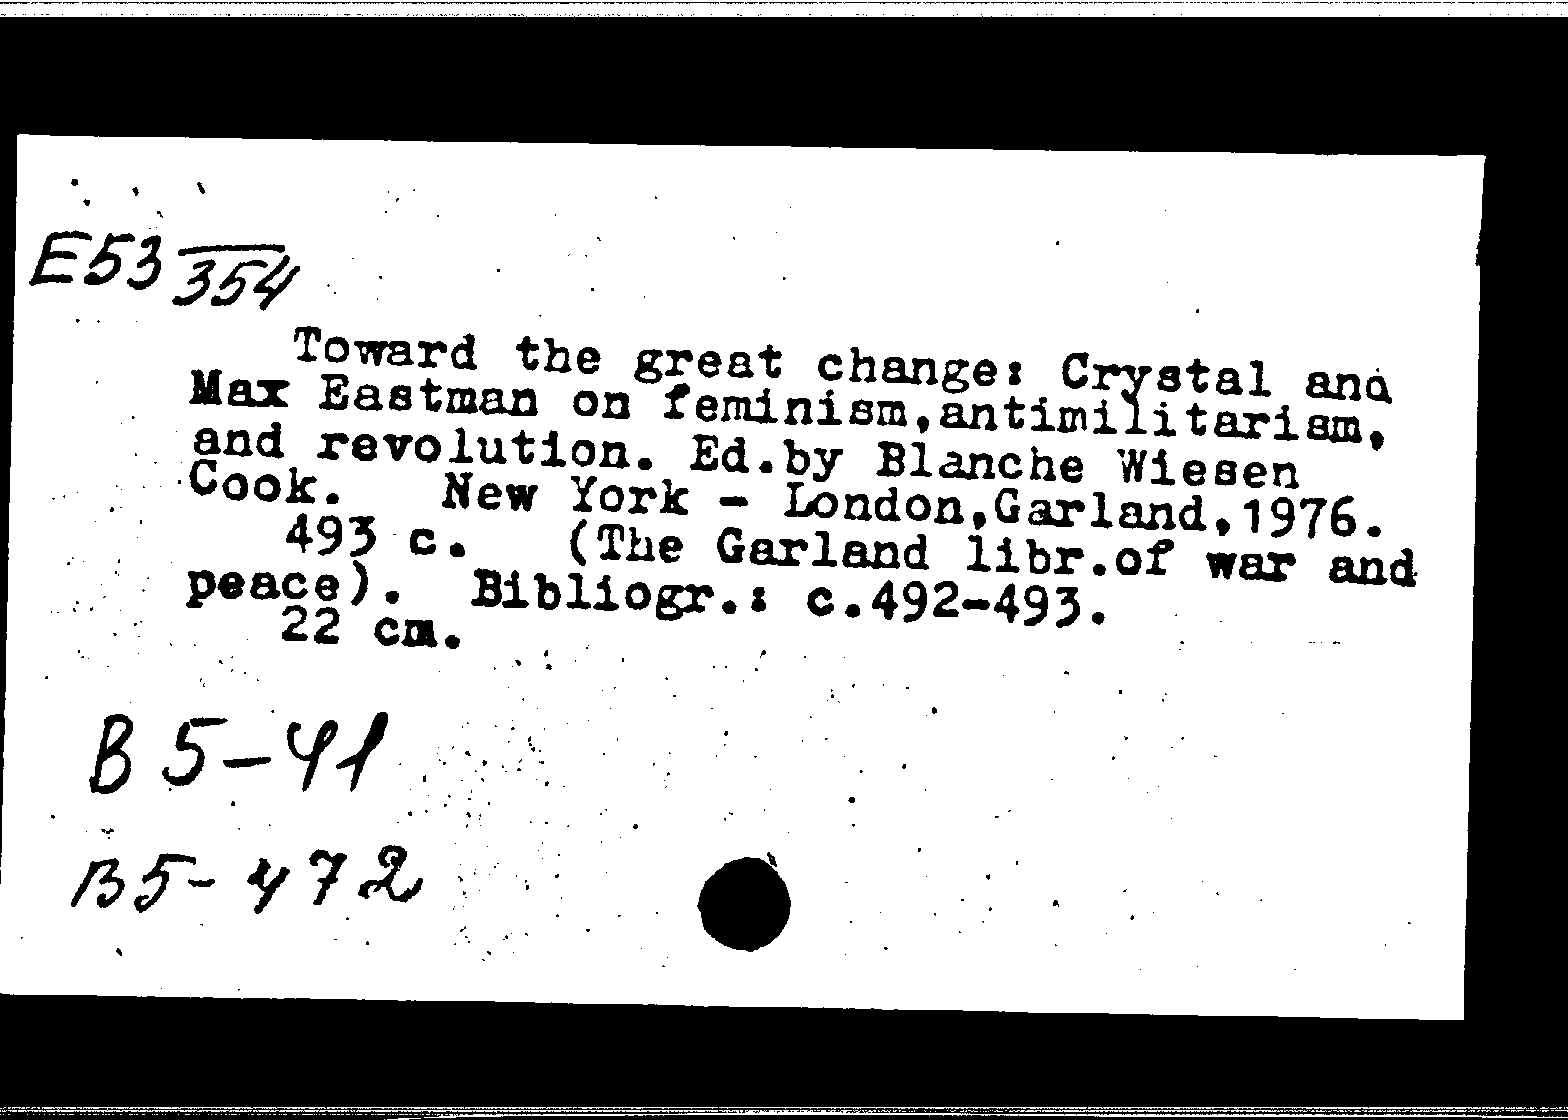 E53 354
Toward the great change: Crystal and
Max Eastman on feminism,antimilitarism,
and revolution. Ed.by Blanche Wiesen
Cook. New York - London,Garland,1976.
493 c. (The Garland libr.of war and
peace). Bibliogr.: c.492-493.
22 cm.
B 5-41
B5-472